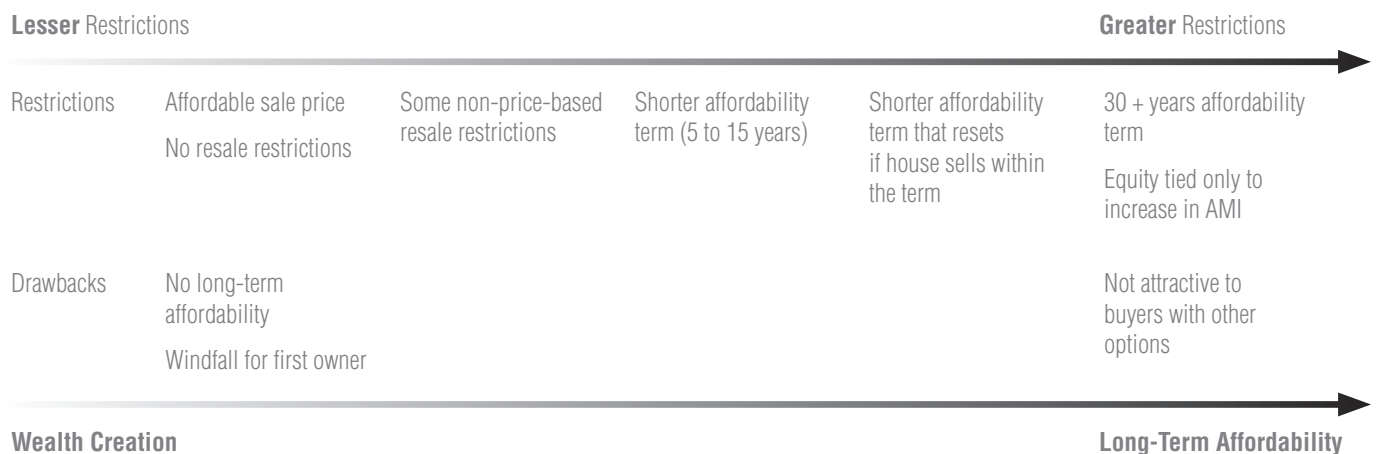 Lesser Restrictions
Greater Restrictions
Restrictions
Affordable sale price
No resale restrictions
Some non-price-based
resale restrictions
Shorter affordability
term (5 to 15 years)
Shorter affordability
term that resets
if house sells within
the term
30 + years affordability
term
Equity tied only to
increase in AMI
Drawbacks
No long-term
affordability
Windfall for first owner
Not attractive to
buyers with other
options
Wealth Creation
Long-Term Affordability